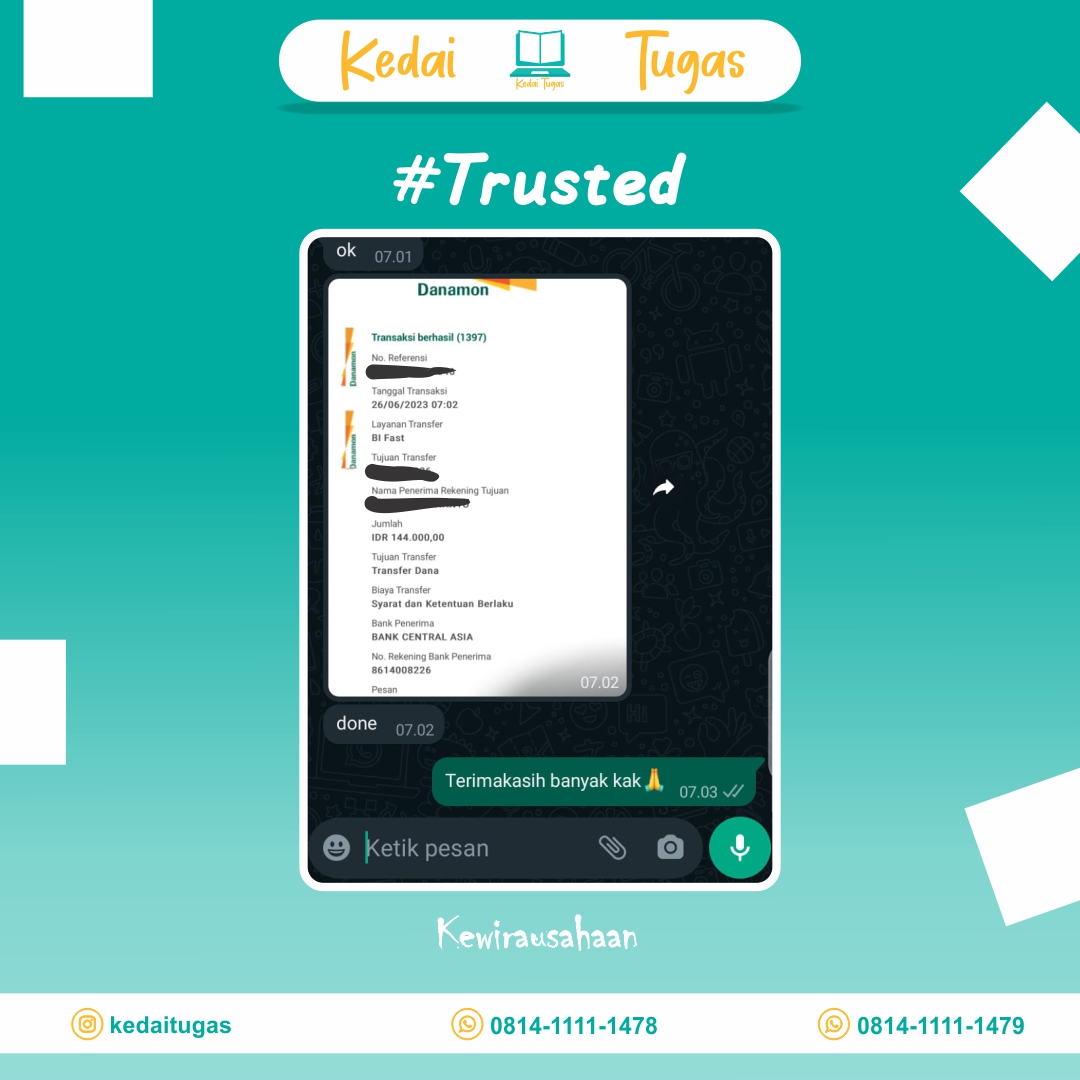 Kedai Tugas
Kedai Tugas
#Trusted
ok 07.01
Danamon
Transaksi berhasil (1397)
Danamon
No. Referensi
Tanggal Transaksi
26/06/2023 07:02
Layanan Transfer
BI Fast
Danamon
Tujuan Transfer
Nama Penerima Rekening Tujuan
Jumlah
IDR 144.000,00
Tujuan Transfer
Transfer Dana
Biaya Transfer
Syarat dan Ketentuan Berlaku
Bank Penerima
BANK CENTRAL ASIA
No. Rekening Bank Penerima
8614008226
Pesan
07.02
done 07.02
Terimakasih banyak kak🙏 07.03
Ketik pesan
Kewirausahaan
kedaitugas
0814-1111-1478
0814-1111-1479